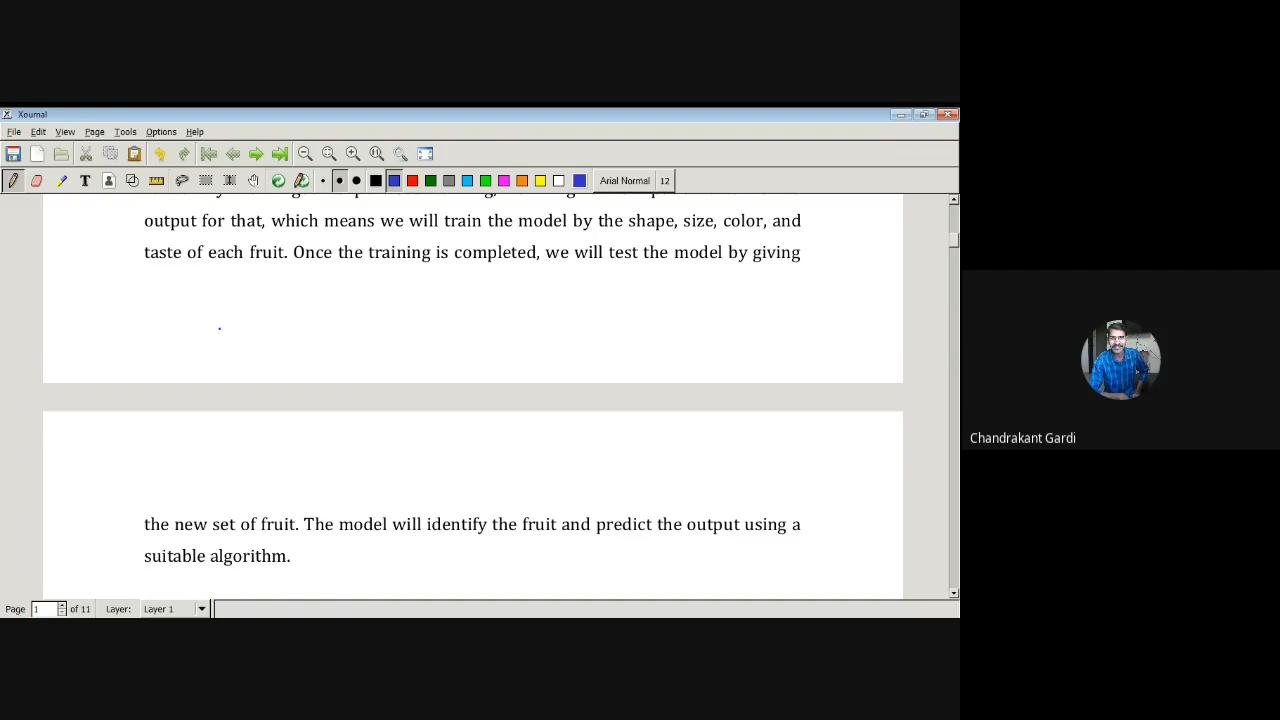 Xournal
File Edit View Page Tools Options Help
T Arial Normal 12
output for that, which means we will train the model by the shape, size, color, and
taste of each fruit. Once the training is completed, we will test the model by giving
the new set of fruit. The model will identify the fruit and predict the output using a
suitable algorithm.
Page 1 of 11 Layer: Layer 1
Chandrakant Gardi